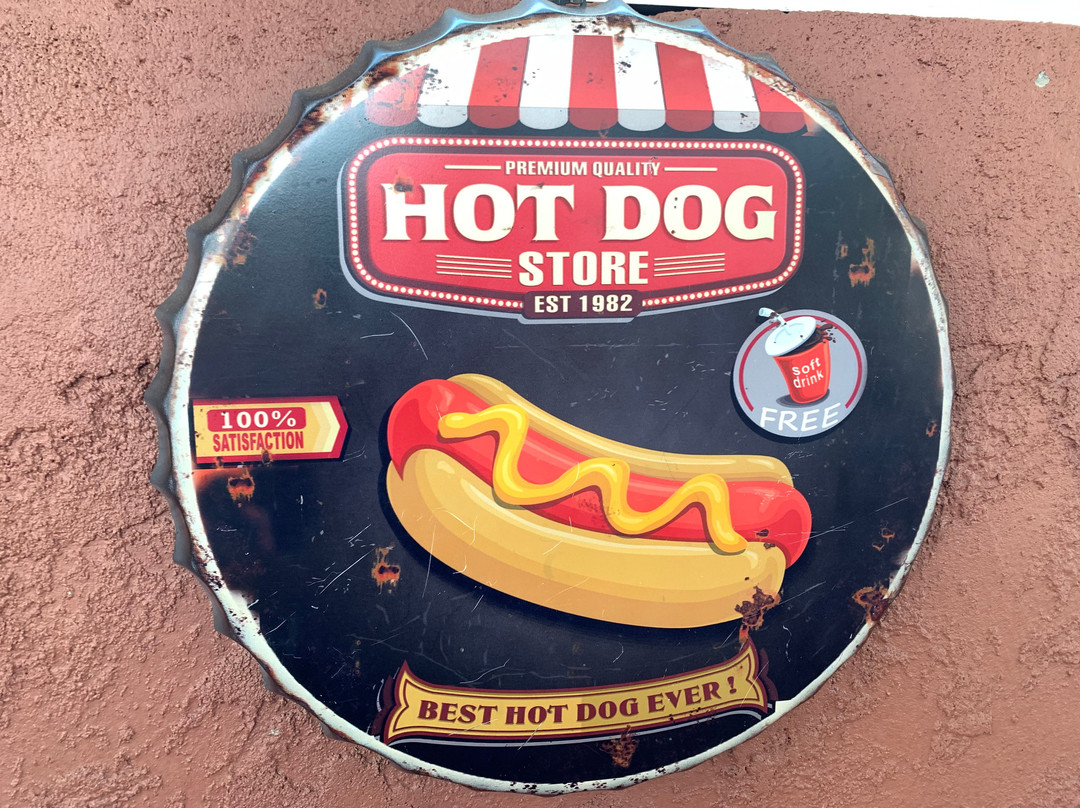 PREMIUM QUALITY
HOT DOG
STORE
EST 1982
Soft
drink
FREE
100%
SATISFACTION
BEST HOT DOG EVER !